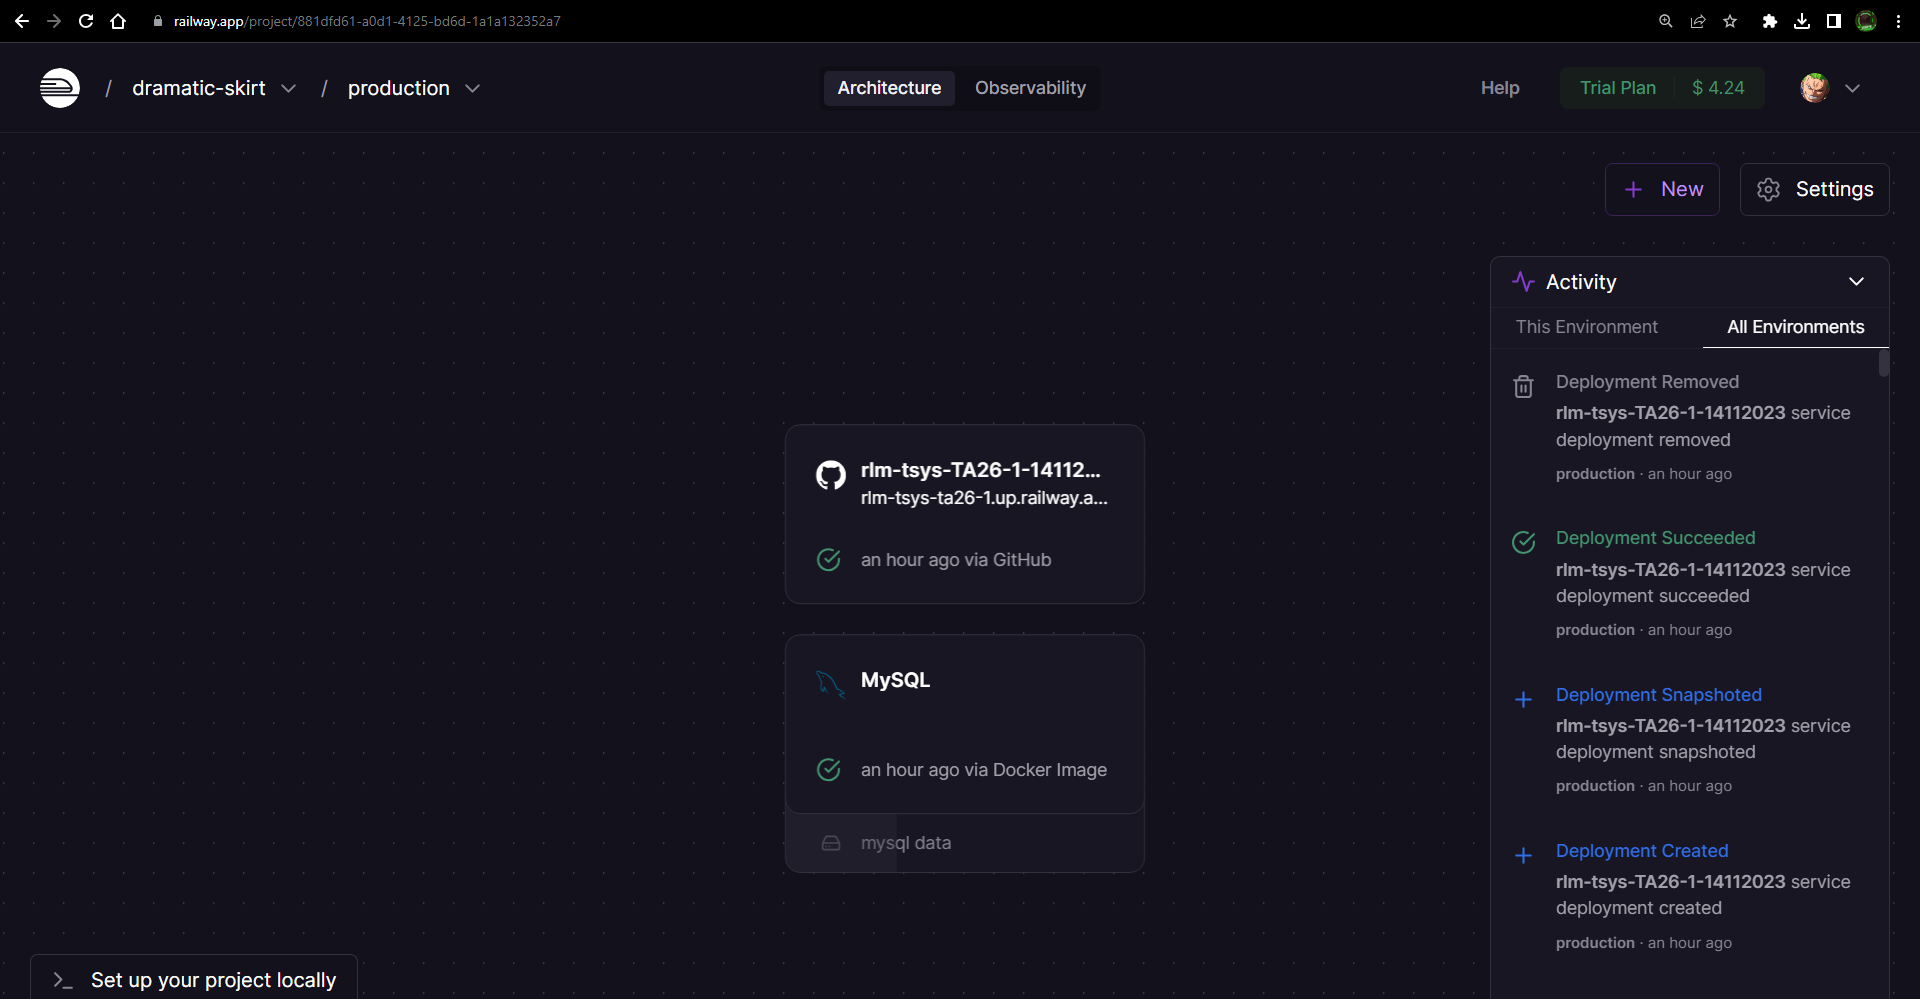 railway.app/project/881dfd61-a0d1-4125-bd6d-1a1a132352a7
/ dramatic-skirt / production
Architecture Observability
Help Trial Plan $ 4.24
New Settings
Activity
This Environment All Environments
Deployment Removed
rlm-tsys-TA26-1-14112023 service
deployment removed
production · an hour ago
Deployment Succeeded
rlm-tsys-TA26-1-14112023 service
deployment succeeded
production · an hour ago
Deployment Snapshoted
rlm-tsys-TA26-1-14112023 service
deployment snapshoted
production · an hour ago
Deployment Created
rlm-tsys-TA26-1-14112023 service
deployment created
production · an hour ago
rlm-tsys-TA26-1-14112...
rlm-tsys-ta26-1.up.railway.a...
an hour ago via GitHub
MySQL
an hour ago via Docker Image
mysql data
Set up your project locally